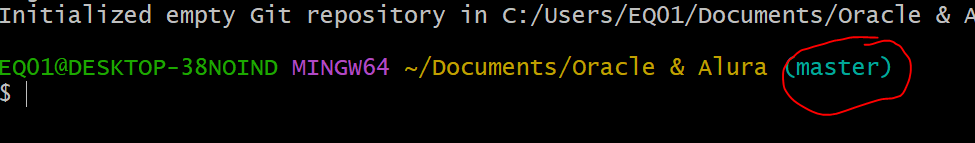 Initialized empty Git repository in C:/Users/EQ01/Documents/Oracle & A
EQ01@DESKTOP-38NOIND MINGW64 ~/Documents/Oracle & Alura (master)
$